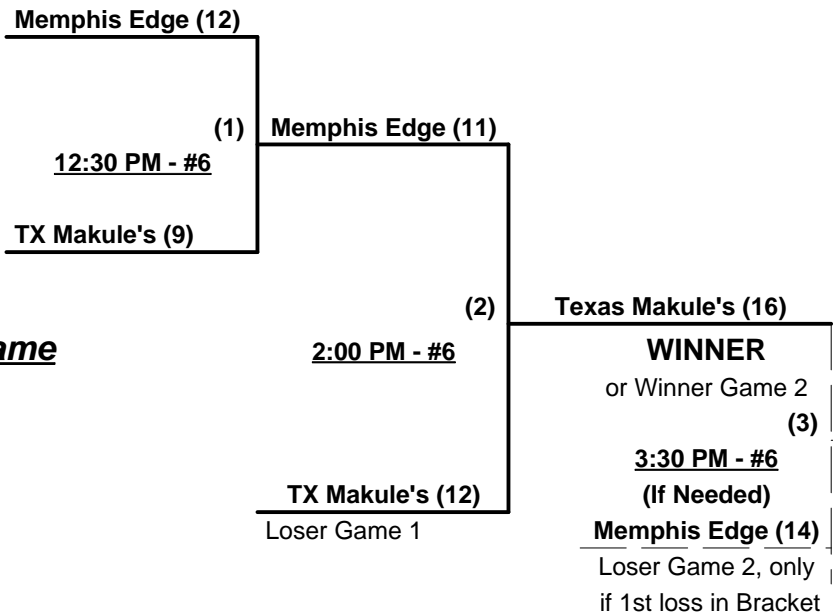 Memphis Edge (12)
(1)
Memphis Edge (11)
12:30 PM - #6
TX Makule's (9)
(2)
Texas Makule's (16)
2:00 PM - #6
WINNER
or Winner Game 2
(3)
3:30 PM - #6
(If Needed)
TX Makule's (12)
Loser Game 1
Memphis Edge (14)
Loser Game 2, only
if 1st loss in Bracket